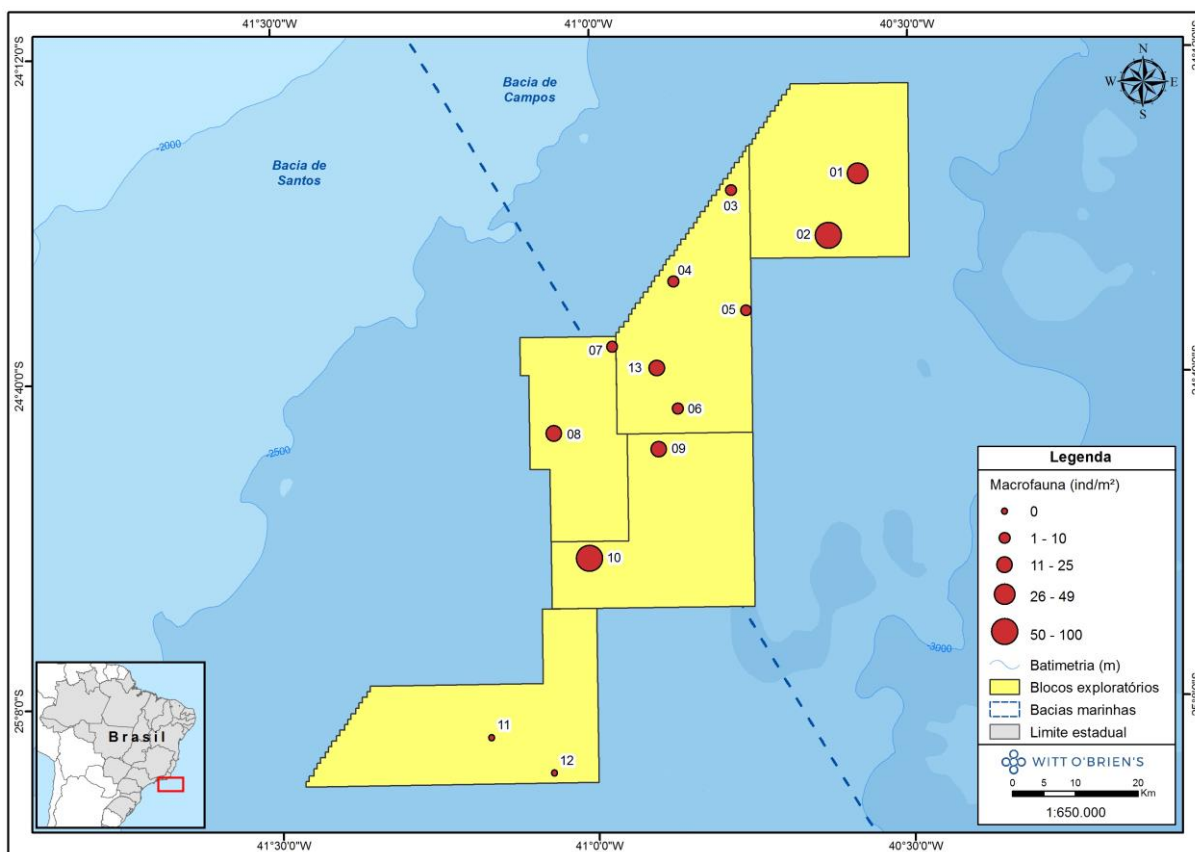 41°30'0"W
41°0'0"W
40°30'0"W
24°12'0"S
Bacia de
Campos
Bacia de
Santos
-2000
N
W
E
S
01
03
02
04
05
07
13
24°40'0"S
24°40'0"S
06
08
09
-2500
10
-3000
25°8'0"S
11
12
Brasil
Legenda
Macrofauna (ind/m²)
0
1 - 10
11 - 25
26 - 49
50 - 100
Batimetria (m)
Blocos exploratórios
Bacias marinhas
Limite estadual
WITT O'BRIEN'S
0 5 10 20
Km
1:650.000
41°30'0"W
41°0'0"W
40°30'0"W